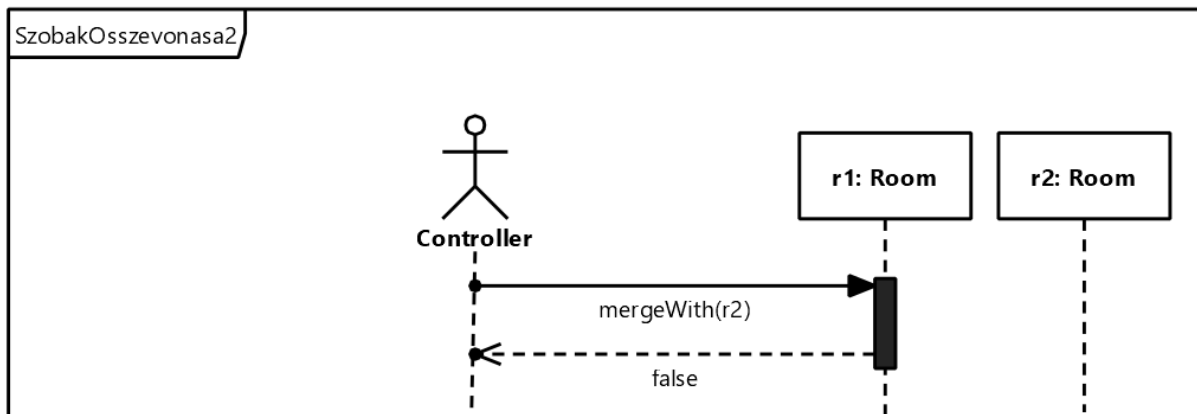 SzobakOsszevonasa2
r1: Room
r2: Room
Controller
mergeWith(r2)
false